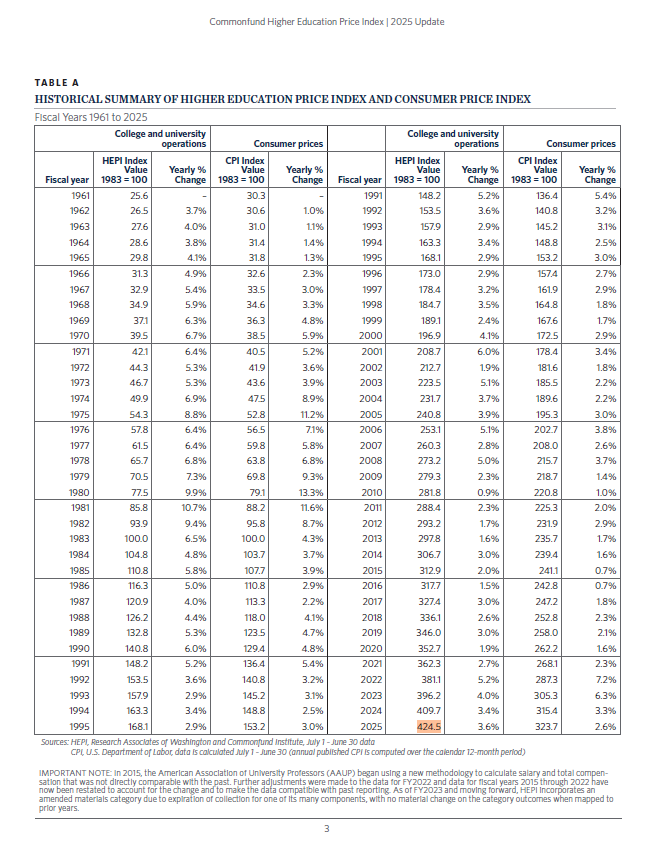 Commonfund Higher Education Price Index | 2025 Update
TABLE A
HISTORICAL SUMMARY OF HIGHER EDUCATION PRICE INDEX AND CONSUMER PRICE INDEX
Fiscal Years 1961 to 2025
College and university operations Consumer prices College and university operations Consumer prices
Fiscal year HEPI Index Value 1983 = 100 Yearly % Change CPI Index Value 1983 = 100 Yearly % Change Fiscal year HEPI Index Value 1983 = 100 Yearly % Change CPI Index Value 1983 = 100 Yearly % Change
1961 25.6 – 30.3 – 1991 148.2 5.2% 136.4 5.4%
1962 26.5 3.7% 30.6 1.0% 1992 153.5 3.6% 140.8 3.2%
1963 27.6 4.0% 31.0 1.1% 1993 157.9 2.9% 145.2 3.1%
1964 28.6 3.8% 31.4 1.4% 1994 163.3 3.4% 148.8 2.5%
1965 29.8 4.1% 31.8 1.3% 1995 168.1 2.9% 153.2 3.0%
1966 31.3 4.9% 32.6 2.3% 1996 173.0 2.9% 157.4 2.7%
1967 32.9 5.4% 33.5 3.0% 1997 178.4 3.2% 161.9 2.9%
1968 34.9 5.9% 34.6 3.3% 1998 184.7 3.5% 164.8 1.8%
1969 37.1 6.3% 36.3 4.8% 1999 189.1 2.4% 167.6 1.7%
1970 39.5 6.7% 38.5 5.9% 2000 196.9 4.1% 172.5 2.9%
1971 42.1 6.4% 40.5 5.2% 2001 208.7 6.0% 178.4 3.4%
1972 44.3 5.3% 41.9 3.6% 2002 212.7 1.9% 181.6 1.8%
1973 46.7 5.3% 43.6 3.9% 2003 223.5 5.1% 185.5 2.2%
1974 49.9 6.9% 47.5 8.9% 2004 231.7 3.7% 189.6 2.2%
1975 54.3 8.8% 52.8 11.2% 2005 240.8 3.9% 195.3 3.0%
1976 57.8 6.4% 56.5 7.1% 2006 253.1 5.1% 202.7 3.8%
1977 61.5 6.4% 59.8 5.8% 2007 260.3 2.8% 208.0 2.6%
1978 65.7 6.8% 63.8 6.8% 2008 273.2 5.0% 215.7 3.7%
1979 70.5 7.3% 68.2 9.3% 2009 279.3 2.3% 218.7 1.4%
1980 77.5 9.9% 79.1 13.3% 2010 281.8 0.9% 220.8 1.0%
1981 85.8 10.7% 88.2 11.6% 2011 288.4 2.3% 225.3 2.0%
1982 93.9 9.4% 95.8 8.7% 2012 293.2 1.7% 231.9 2.9%
1983 100.0 6.5% 100.0 4.3% 2013 297.8 1.6% 235.7 1.7%
1984 104.8 4.8% 103.7 3.7% 2014 306.7 3.0% 239.4 1.6%
1985 110.8 5.8% 107.7 3.9% 2015 312.9 2.0% 241.1 0.7%
1986 116.3 5.0% 110.8 2.9% 2016 317.7 1.5% 242.8 0.7%
1987 120.9 4.0% 113.3 2.2% 2017 327.4 3.0% 247.2 1.8%
1988 126.2 4.4% 118.0 4.1% 2018 336.1 2.6% 252.8 2.3%
1989 132.8 5.3% 123.5 4.7% 2019 346.0 3.0% 258.0 2.1%
1990 140.8 6.0% 129.4 4.8% 2020 352.7 1.9% 262.2 1.6%
1991 148.2 5.2% 136.4 5.4% 2021 362.3 2.7% 268.1 2.3%
1992 153.5 3.6% 140.8 3.2% 2022 381.1 5.2% 287.3 7.2%
1993 157.9 2.9% 145.2 3.1% 2023 396.2 4.0% 305.3 6.3%
1994 163.3 3.4% 148.8 2.5% 2024 409.7 3.4% 315.4 3.3%
1995 168.1 2.9% 153.2 3.0% 2025 424.5 3.6% 323.7 2.6%
Sources: HEPI, Research Associates of Washington and Commonfund Institute, July 1 - June 30 data
CPI, U.S. Department of Labor, data is calculated July 1 - June 30 (annual published CPI is computed over the calendar 12-month period)
IMPORTANT NOTE: In 2015, the American Association of University Professors (AAUP) began using a new methodology to calculate salary and total compen-
sation that was not directly comparable with the past. Further adjustments were made to the data for FY2022 and data for fiscal years 2015 through 2022 have
now been restated to account for the change and to make the data compatible with past reporting. As of FY2023 and moving forward, HEPI incorporates an
amended materials category due to expiration of collection for one of its many components, with no material change on the category outcomes when mapped to
prior years.
3